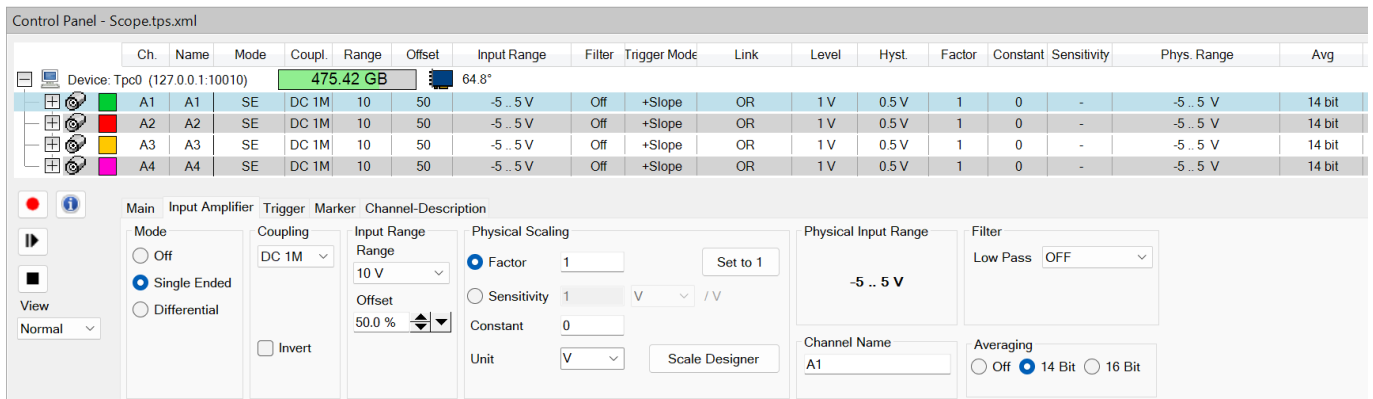 Control Panel - Scope.tps.xml
Ch. Name Mode Coupl. Range Offset Input Range Filter Trigger Mode Link Level Hyst. Factor Constant Sensitivity Phys. Range Avg
Device: Tpc0 (127.0.0.1:10010) 475.42 GB 64.8°
A1 A1 SE DC 1M 10 50 -5 .. 5 V Off +Slope OR 1 V 0.5 V 1 0 - -5 .. 5 V 14 bit
A2 A2 SE DC 1M 10 50 -5 .. 5 V Off +Slope OR 1 V 0.5 V 1 0 - -5 .. 5 V 14 bit
A3 A3 SE DC 1M 10 50 -5 .. 5 V Off +Slope OR 1 V 0.5 V 1 0 - -5 .. 5 V 14 bit
A4 A4 SE DC 1M 10 50 -5 .. 5 V Off +Slope OR 1 V 0.5 V 1 0 - -5 .. 5 V 14 bit
Main Input Amplifier Trigger Marker Channel-Description
View
Normal
Mode
Off
Single Ended
Differential
Coupling
DC 1M
Invert
Input Range
Range
10 V
Offset
50.0 %
Physical Scaling
Factor 1 Set to 1
Sensitivity 1 V / V
Constant 0
Unit V Scale Designer
Physical Input Range
-5 .. 5 V
Channel Name
A1
Filter
Low Pass OFF
Averaging
Off 14 Bit 16 Bit